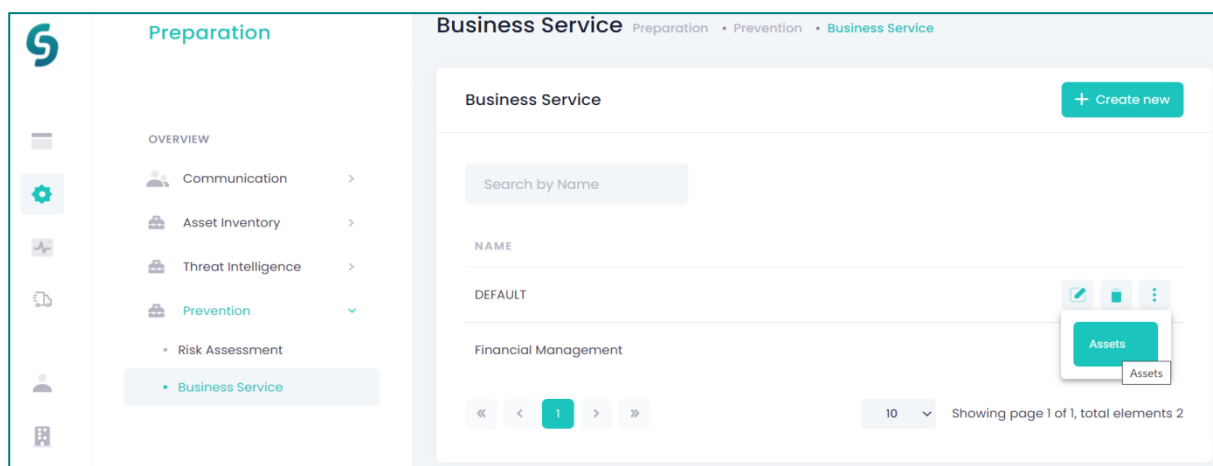 Preparation
OVERVIEW
Communication
Asset Inventory
Threat Intelligence
Prevention
• Risk Assessment
• Business Service
Business Service Preparation • Prevention • Business Service
Business Service
+ Create new
Search by Name
NAME
DEFAULT
Assets
Assets
Financial Management
« < 1 > »
10
Showing page 1 of 1, total elements 2